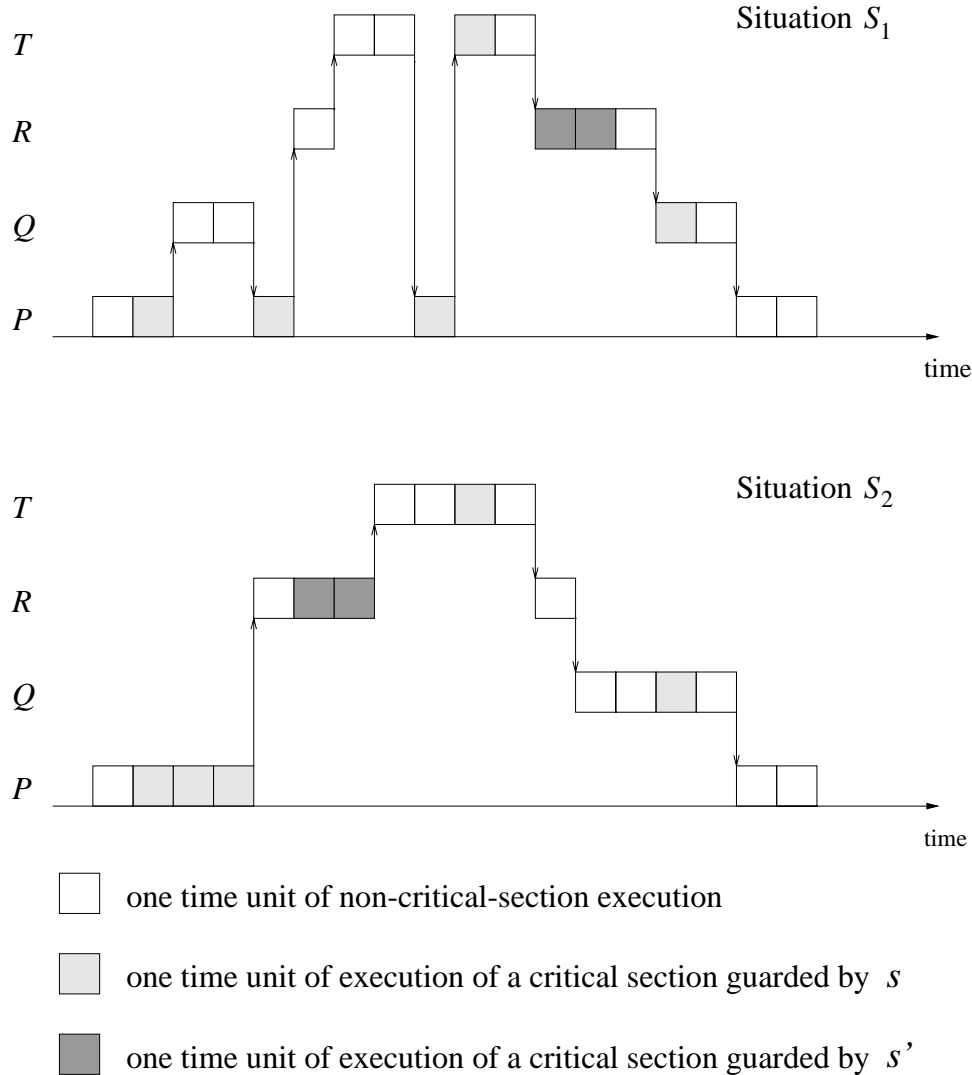 Situation S1
T
R
Q
P
time
Situation S2
T
R
Q
P
time
one time unit of non-critical-section execution
one time unit of execution of a critical section guarded by s
one time unit of execution of a critical section guarded by s’